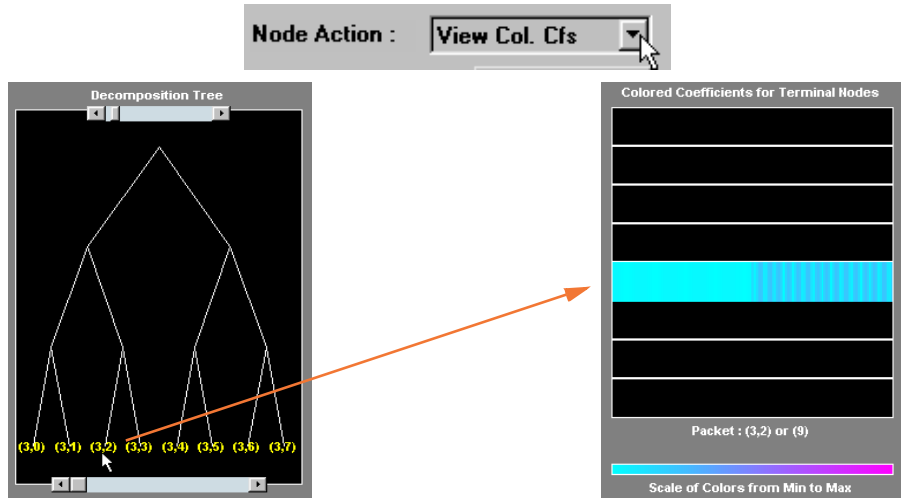 Node Action : View Col. Cfs
Decomposition Tree
(3,0) (3,1) (3,2) (3,3) (3,4) (3,5) (3,6) (3,7)
Colored Coefficients for Terminal Nodes
Packet : (3,2) or (9)
Scale of Colors from Min to Max